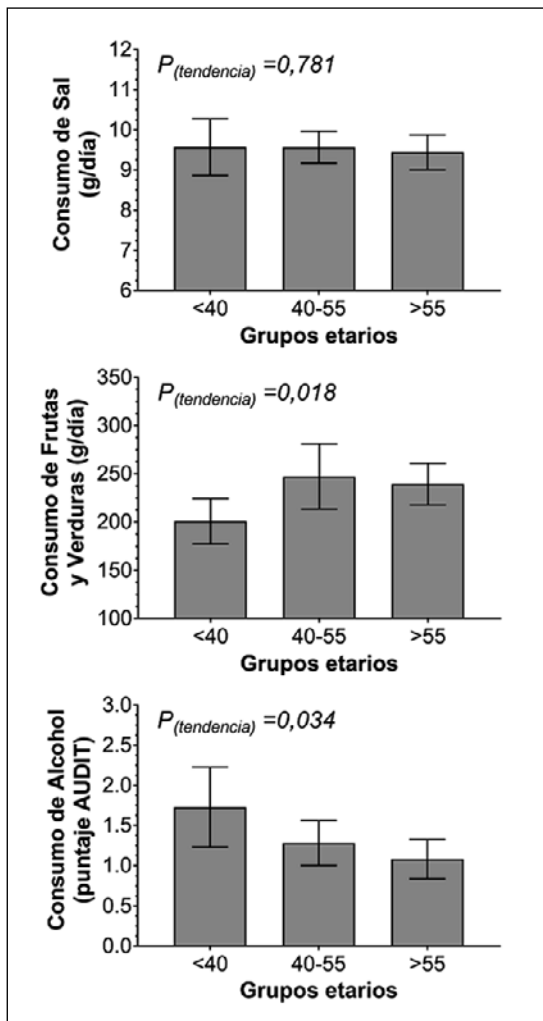 P(tendencia) =0,781
Consumo de Sal
(g/día)
12
11
10
9
8
7
6
<40 40-55 >55
Grupos etarios
P(tendencia) =0,018
Consumo de Frutas
y Verduras (g/día)
350
300
250
200
150
100
<40 40-55 >55
Grupos etarios
P(tendencia) =0,034
Consumo de Alcohol
(puntaje AUDIT)
3.0
2.5
2.0
1.5
1.0
0.5
0.0
<40 40-55 >55
Grupos etarios